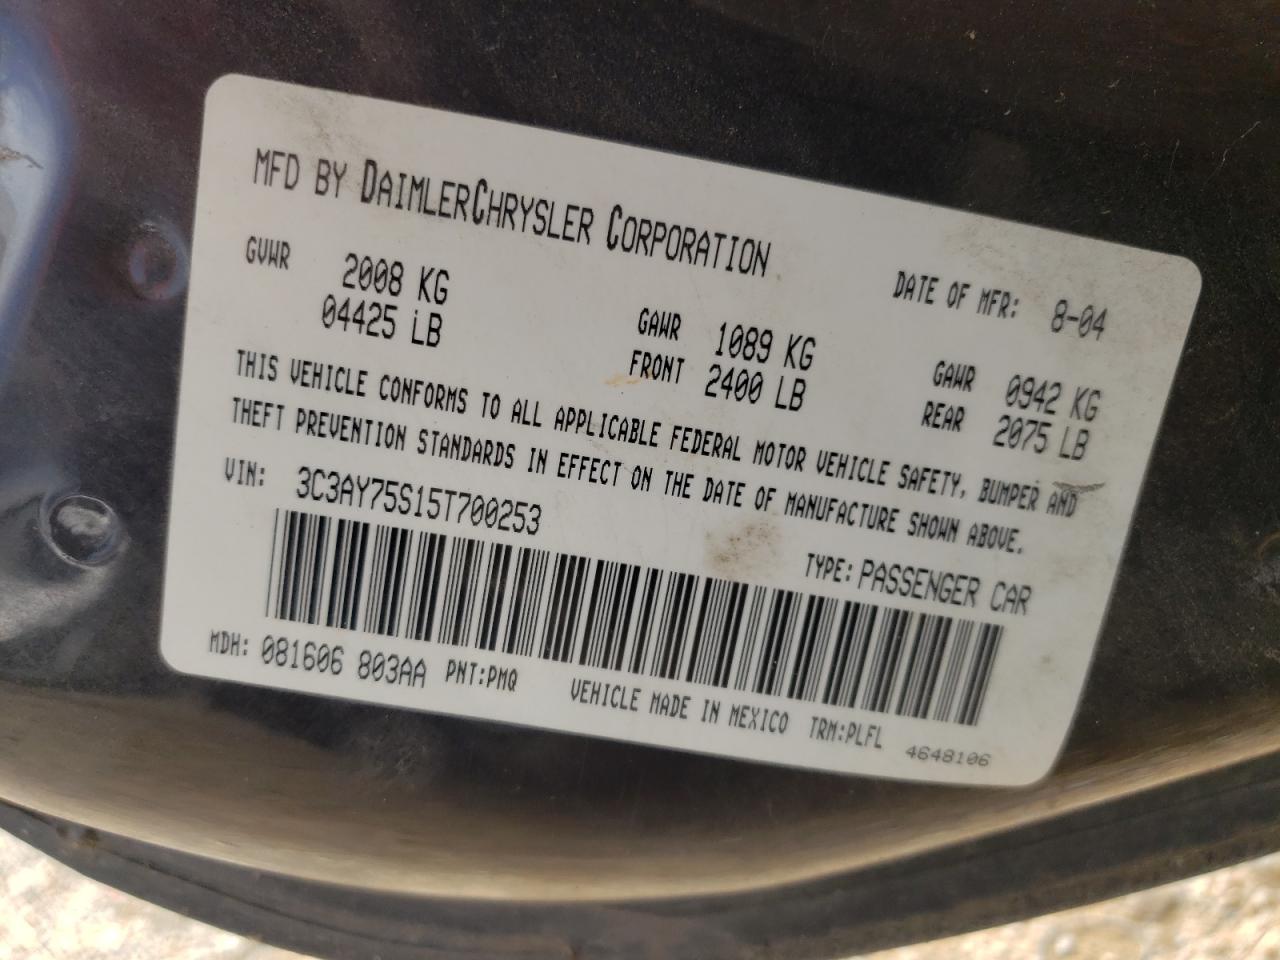 MFD BY DAIMLERCHRYSLER CORPORATION
DATE OF MFR: 8-04
GVWR 2008 KG
04425 LB
GAWR 1089 KG
FRONT 2400 LB
GAWR 0942 KG
REAR 2075 LB
THIS VEHICLE CONFORMS TO ALL APPLICABLE FEDERAL MOTOR VEHICLE SAFETY, BUMPER AND
THEFT PREVENTION STANDARDS IN EFFECT ON THE DATE OF MANUFACTURE SHOWN ABOVE.
VIN: 3C3AY75S15T700253
TYPE: PASSENGER CAR
MDH: 081606 803AA PNT:PMQ
VEHICLE MADE IN MEXICO TRM:PLFL
4648106